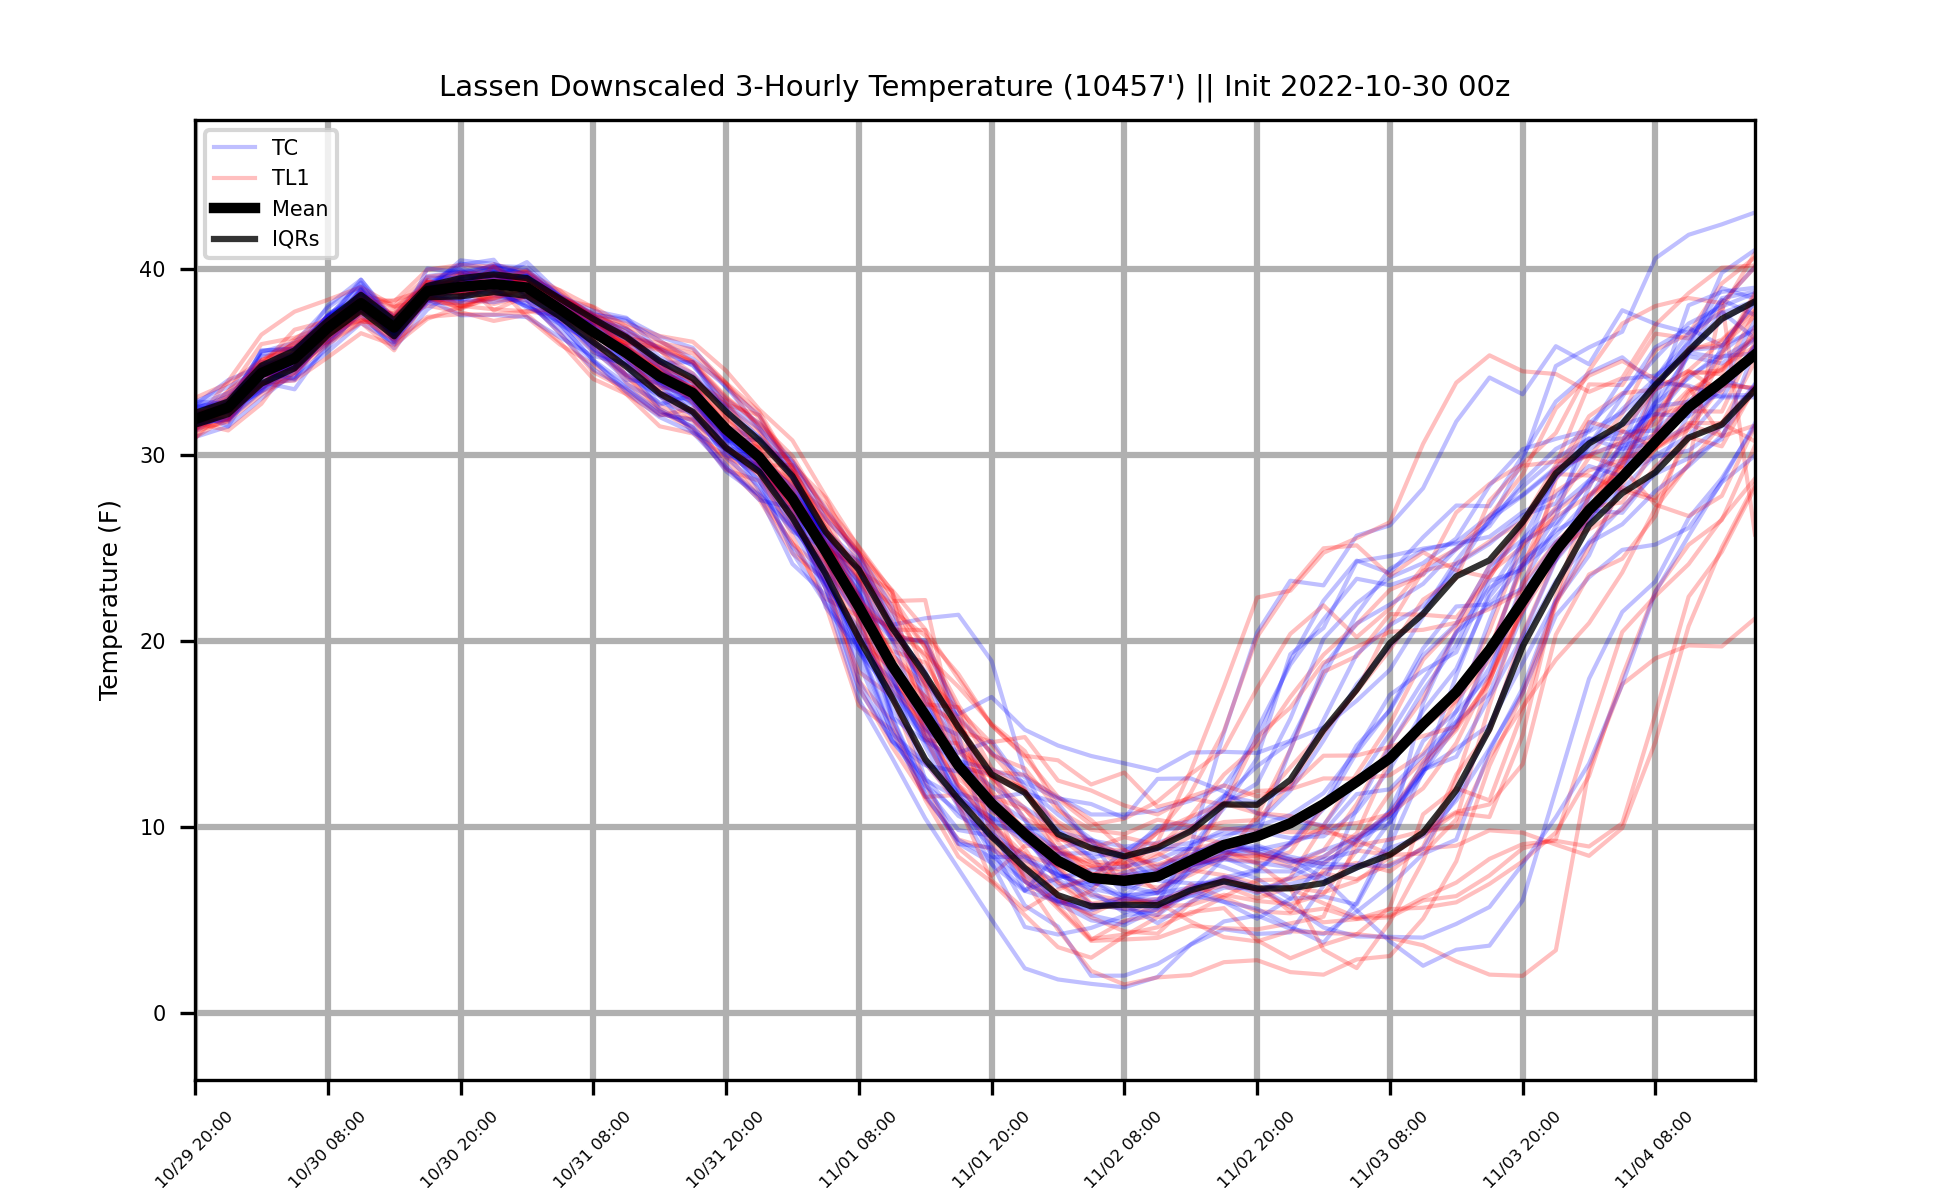 Lassen Downscaled 3-Hourly Temperature (10457') || Init 2022-10-30 00z
TC
TL1
Mean
IQRs
Temperature (F)
40
30
20
10
0
10/29 20:00
10/30 08:00
10/30 20:00
10/31 08:00
10/31 20:00
11/01 08:00
11/01 20:00
11/02 08:00
11/02 20:00
11/03 08:00
11/03 20:00
11/04 08:00